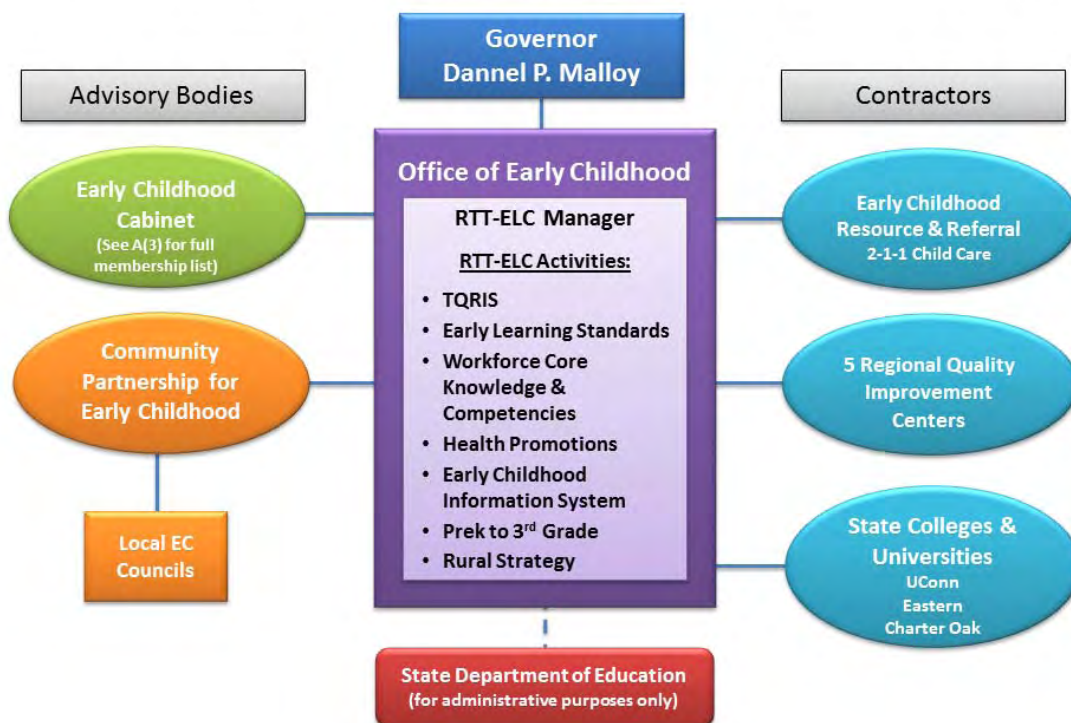 Governor
Dannel P. Malloy
Advisory Bodies
Early Childhood
Cabinet
(See A(3) for full
membership list)
Community
Partnership for
Early Childhood
Local EC
Councils
Office of Early Childhood
RTT-ELC Manager
RTT-ELC Activities:
• TQRIS
• Early Learning Standards
• Workforce Core
Knowledge &
Competencies
• Health Promotions
• Early Childhood
Information System
• Prek to 3rd Grade
• Rural Strategy
State Department of Education
(for administrative purposes only)
Contractors
Early Childhood
Resource & Referral
2-1-1 Child Care
5 Regional Quality
Improvement
Centers
State Colleges &
Universities
UConn
Eastern
Charter Oak